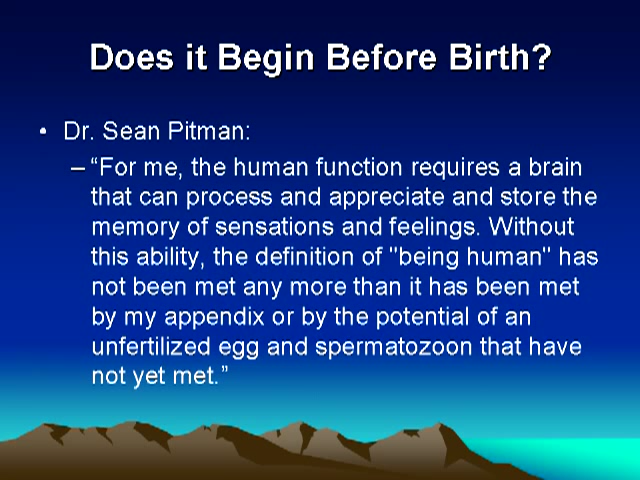 Does it Begin Before Birth?
• Dr. Sean Pitman:
– “For me, the human function requires a brain
that can process and appreciate and store the
memory of sensations and feelings. Without
this ability, the definition of "being human" has
not been met any more than it has been met
by my appendix or by the potential of an
unfertilized egg and spermatozoon that have
not yet met.”